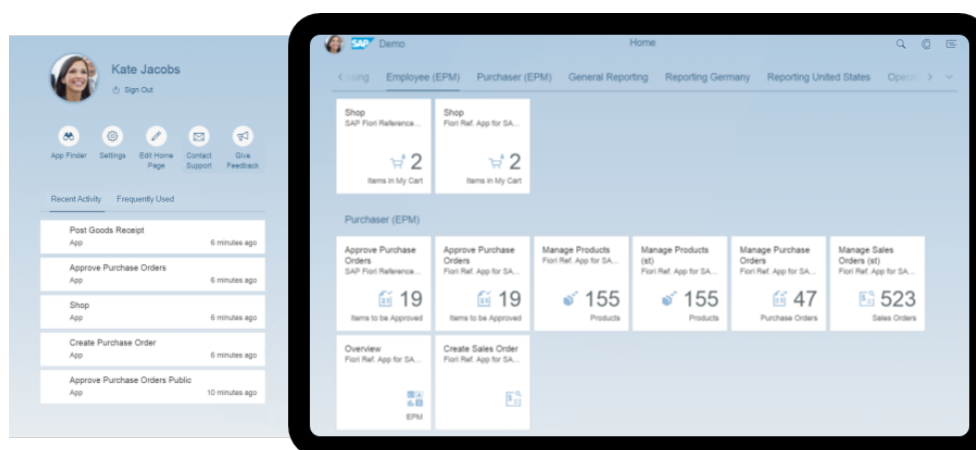 Kate Jacobs
Sign Out
App Finder
Settings
Edit Home
Page
Contact
Support
Give
Feedback
Recent Activity Frequently Used
Post Goods Receipt
App 6 minutes ago
Approve Purchase Orders
App 6 minutes ago
Shop
App 6 minutes ago
Create Purchase Order
App 6 minutes ago
Approve Purchase Orders Public
App 10 minutes ago
SAP Demo Home
Employee (EPM) Purchaser (EPM) General Reporting Reporting Germany Reporting United States
Shop
SAP Fiori Reference...
2
Items in My Cart
Shop
Fiori Ref. App for SA...
2
Items in My Cart
Purchaser (EPM)
Approve Purchase
Orders
SAP Fiori Reference...
19
Items to be Approved
Approve Purchase
Orders
Fiori Ref. App for SA...
19
Items to be Approved
Manage Products
Fiori Ref. App for SA...
155
Products
Manage Products
(st)
Fiori Ref. App for SA...
155
Products
Manage Purchase
Orders (st)
Fiori Ref. App for SA...
47
Purchase Orders
Manage Sales
Orders (st)
Fiori Ref. App for SA...
523
Sales Orders
Overview
Fiori Ref. App for SA...
EPM
Create Sales Order
Fiori Ref. App for SA...